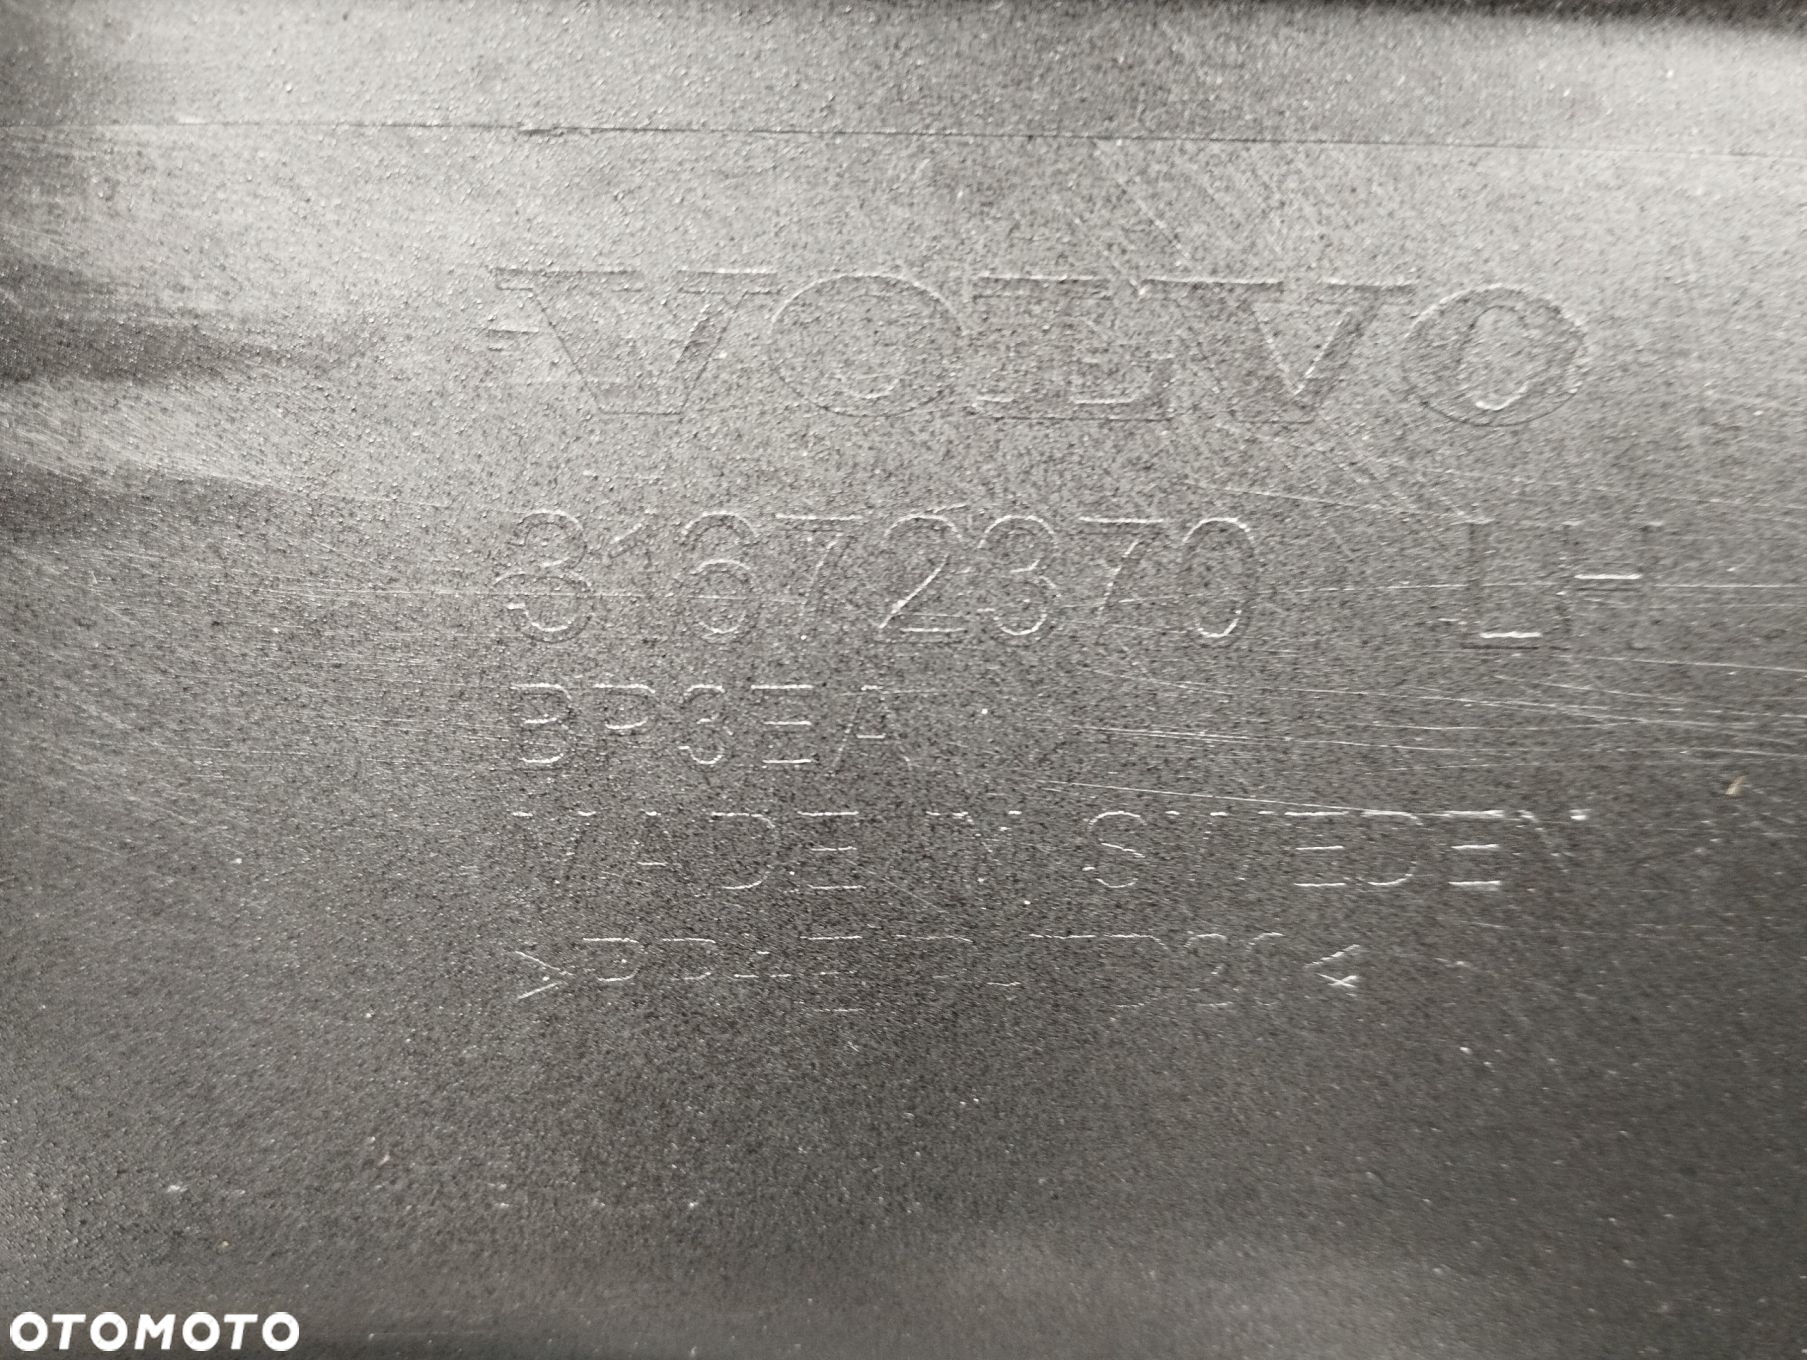 VOLVO
31672370 LH
BP3EA
MADE IN SWEDEN
OTOMOTO